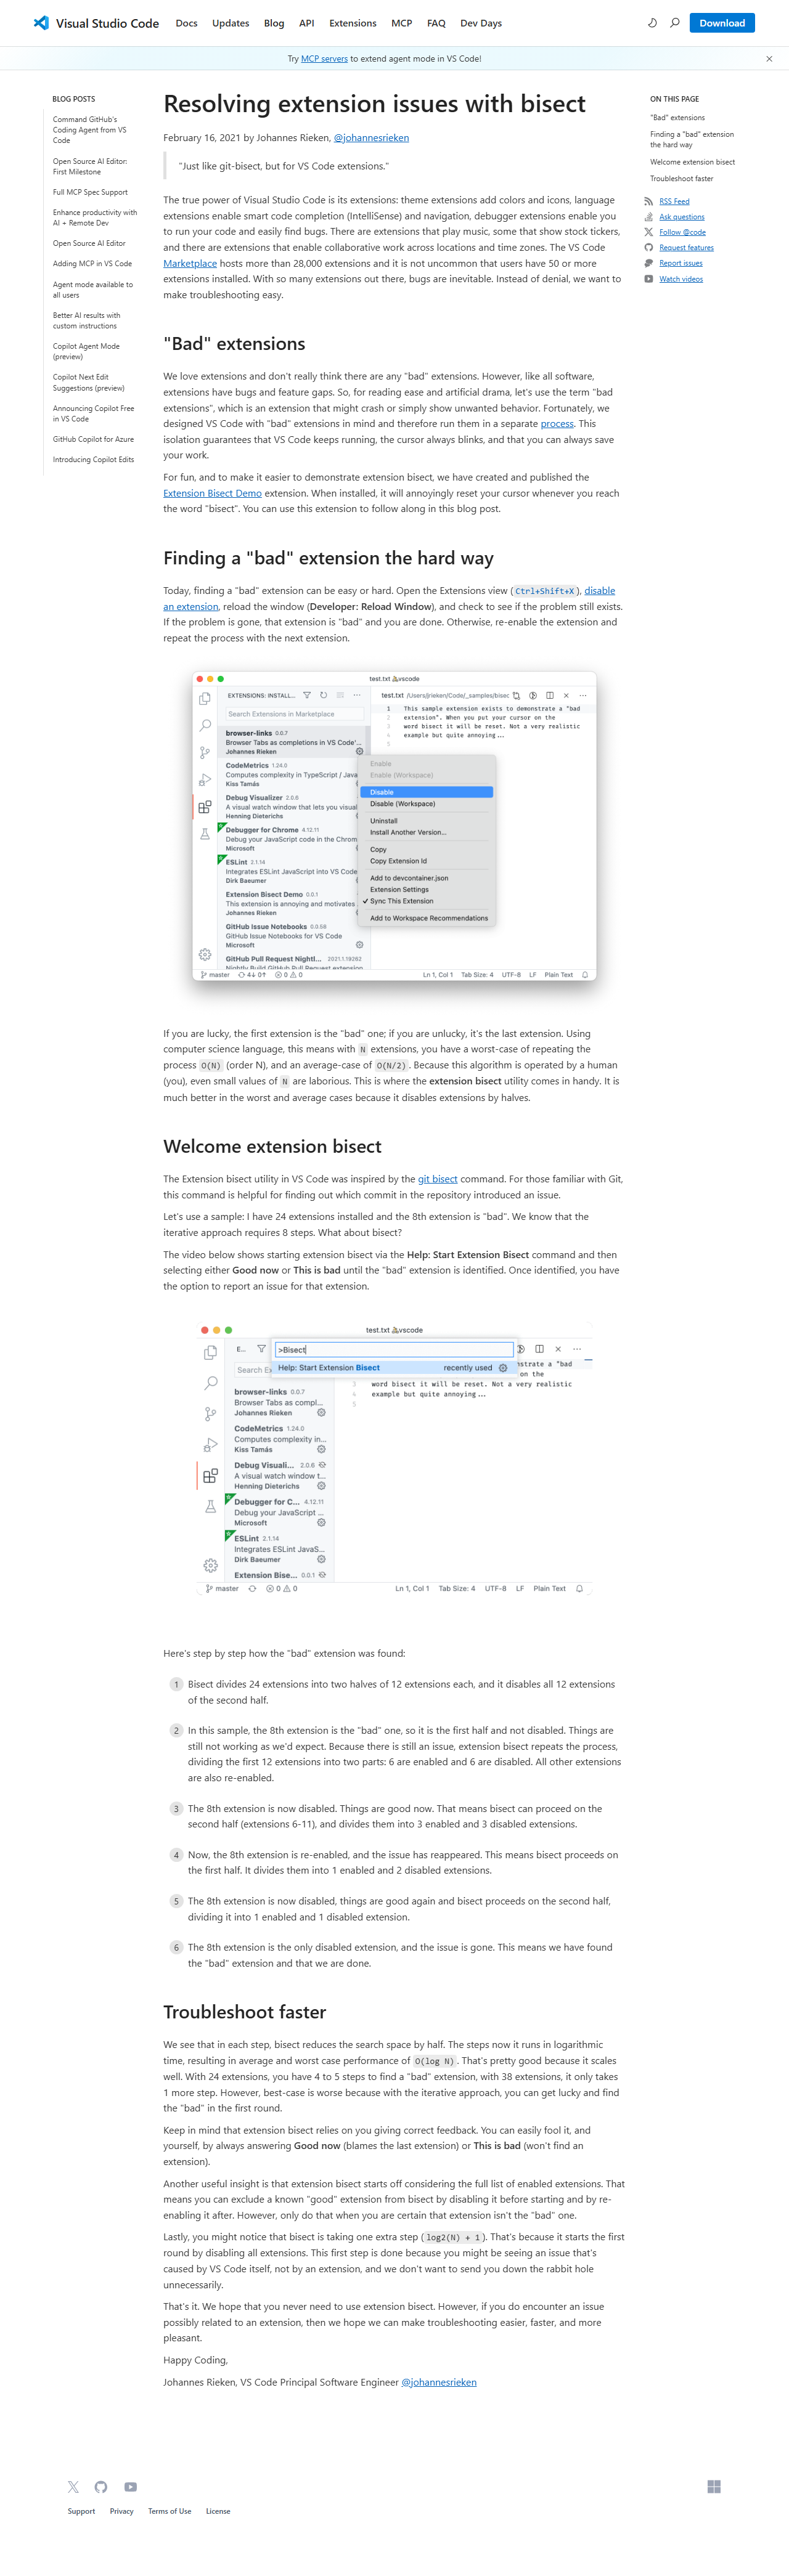 Visual Studio Code Docs Updates Blog API Extensions MCP FAQ Dev Days Download
Try MCP servers to extend agent mode in VS Code!
BLOG POSTS
Command GitHub's
Coding Agent from VS
Code
Open Source AI Editor:
First Milestone
Full MCP Spec Support
Enhance productivity with
AI + Remote Dev
Open Source AI Editor
Adding MCP in VS Code
Agent mode available to
all users
Better AI results with
custom instructions
Copilot Agent Mode
(preview)
Copilot Next Edit
Suggestions (preview)
Announcing Copilot Free
in VS Code
GitHub Copilot for Azure
Introducing Copilot Edits
Resolving extension issues with bisect
February 16, 2021 by Johannes Rieken, @johannesrieken
"Just like git-bisect, but for VS Code extensions."
The true power of Visual Studio Code is its extensions: theme extensions add colors and icons, language
extensions enable smart code completion (IntelliSense) and navigation, debugger extensions enable you
to run your code and easily find bugs. There are extensions that play music, some that show stock tickers,
and there are extensions that enable collaborative work across locations and time zones. The VS Code
Marketplace hosts more than 28,000 extensions and it is not uncommon that users have 50 or more
extensions installed. With so many extensions out there, bugs are inevitable. Instead of denial, we want to
make troubleshooting easy.
"Bad" extensions
We love extensions and don't really think there are any "bad" extensions. However, like all software,
extensions have bugs and feature gaps. So, for reading ease and artificial drama, let's use the term "bad
extensions", which is an extension that might crash or simply show unwanted behavior. Fortunately, we
designed VS Code with "bad" extensions in mind and therefore run them in a separate process. This
isolation guarantees that VS Code keeps running, the cursor always blinks, and that you can always save
your work.
For fun, and to make it easier to demonstrate extension bisect, we have created and published the
Extension Bisect Demo extension. When installed, it will annoyingly reset your cursor whenever you reach
the word "bisect". You can use this extension to follow along in this blog post.
Finding a "bad" extension the hard way
Today, finding a "bad" extension can be easy or hard. Open the Extensions view (Ctrl+Shift+X), disable
an extension, reload the window (Developer: Reload Window), and check to see if the problem still exists.
If the problem is gone, that extension is "bad" and you are done. Otherwise, re-enable the extension and
repeat the process with the next extension.
test.txt vscode
EXTENSIONS: INSTALL...
test.txt /Users/jrieken/Code/_samples/bisec
Search Extensions in Marketplace
browser-links 0.0.7
Browser Tabs as completions in VS Code'...
Johannes Rieken
CodeMetrics 1.24.0
Computes complexity in TypeScript / Java
Kiss Tamás
Debug Visualizer 2.0.6
A visual watch window that lets you visual
Henning Dieterichs
Debugger for Chrome 4.12.11
Debug your JavaScript code in the Chrom
Microsoft
ESLint 2.1.14
Integrates ESLint JavaScript into VS Code
Dirk Baeumer
Extension Bisect Demo 0.0.1
This extension is annoying and motivates
Johannes Rieken
GitHub Issue Notebooks 0.0.58
GitHub Issue Notebooks for VS Code
Microsoft
GitHub Pull Request Nightl... 2021.1.19262
Nightly Build GitHub Pull Request extension
1 This sample extension exists to demonstrate a "bad
2 extension". When you put your cursor on the
3 word bisect it will be reset. Not a very realistic
4 example but quite annoying...
5
Enable
Enable (Workspace)
Disable
Disable (Workspace)
Uninstall
Install Another Version...
Copy
Copy Extension Id
Add to devcontainer.json
Extension Settings
✓ Sync This Extension
Add to Workspace Recommendations
master 4↓ 0↑ 0 0 Ln 1, Col 1 Tab Size: 4 UTF-8 LF Plain Text
If you are lucky, the first extension is the "bad" one; if you are unlucky, it's the last extension. Using
computer science language, this means with N extensions, you have a worst-case of repeating the
process O(N) (order N), and an average-case of O(N/2). Because this algorithm is operated by a human
(you), even small values of N are laborious. This is where the extension bisect utility comes in handy. It is
much better in the worst and average cases because it disables extensions by halves.
Welcome extension bisect
The Extension bisect utility in VS Code was inspired by the git bisect command. For those familiar with Git,
this command is helpful for finding out which commit in the repository introduced an issue.
Let's use a sample: I have 24 extensions installed and the 8th extension is "bad". We know that the
iterative approach requires 8 steps. What about bisect?
The video below shows starting extension bisect via the Help: Start Extension Bisect command and then
selecting either Good now or This is bad until the "bad" extension is identified. Once identified, you have
the option to report an issue for that extension.
test.txt vscode
E...
>Bisect
Help: Start Extension Bisect recently used
Search Ex
browser-links 0.0.7
Browser Tabs as compl...
Johannes Rieken
CodeMetrics 1.24.0
Computes complexity in...
Kiss Tamás
Debug Visuali... 2.0.6
A visual watch window t...
Henning Dieterichs
Debugger for C... 4.12.11
Debug your JavaScript ...
Microsoft
ESLint 2.1.14
Integrates ESLint JavaS...
Dirk Baeumer
Extension Bise... 0.0.1
nstrate a "bad
on the
3 word bisect it will be reset. Not a very realistic
4 example but quite annoying...
5
master 0 0 Ln 1, Col 1 Tab Size: 4 UTF-8 LF Plain Text
Here's step by step how the "bad" extension was found:
1 Bisect divides 24 extensions into two halves of 12 extensions each, and it disables all 12 extensions
of the second half.
2 In this sample, the 8th extension is the "bad" one, so it is the first half and not disabled. Things are
still not working as we'd expect. Because there is still an issue, extension bisect repeats the process,
dividing the first 12 extensions into two parts: 6 are enabled and 6 are disabled. All other extensions
are also re-enabled.
3 The 8th extension is now disabled. Things are good now. That means bisect can proceed on the
second half (extensions 6-11), and divides them into 3 enabled and 3 disabled extensions.
4 Now, the 8th extension is re-enabled, and the issue has reappeared. This means bisect proceeds on
the first half. It divides them into 1 enabled and 2 disabled extensions.
5 The 8th extension is now disabled, things are good again and bisect proceeds on the second half,
dividing it into 1 enabled and 1 disabled extension.
6 The 8th extension is the only disabled extension, and the issue is gone. This means we have found
the "bad" extension and that we are done.
Troubleshoot faster
We see that in each step, bisect reduces the search space by half. The steps now it runs in logarithmic
time, resulting in average and worst case performance of O(log N). That's pretty good because it scales
well. With 24 extensions, you have 4 to 5 steps to find a "bad" extension, with 38 extensions, it only takes
1 more step. However, best-case is worse because with the iterative approach, you can get lucky and find
the "bad" in the first round.
Keep in mind that extension bisect relies on you giving correct feedback. You can easily fool it, and
yourself, by always answering Good now (blames the last extension) or This is bad (won't find an
extension).
Another useful insight is that extension bisect starts off considering the full list of enabled extensions. That
means you can exclude a known "good" extension from bisect by disabling it before starting and by re-
enabling it after. However, only do that when you are certain that extension isn't the "bad" one.
Lastly, you might notice that bisect is taking one extra step (log2(N) + 1). That's because it starts the first
round by disabling all extensions. This first step is done because you might be seeing an issue that's
caused by VS Code itself, not by an extension, and we don't want to send you down the rabbit hole
unnecessarily.
That's it. We hope that you never need to use extension bisect. However, if you do encounter an issue
possibly related to an extension, then we hope we can make troubleshooting easier, faster, and more
pleasant.
Happy Coding,
Johannes Rieken, VS Code Principal Software Engineer @johannesrieken
ON THIS PAGE
"Bad" extensions
Finding a "bad" extension
the hard way
Welcome extension bisect
Troubleshoot faster
RSS Feed
Ask questions
Follow @code
Request features
Report issues
Watch videos
Support Privacy Terms of Use License